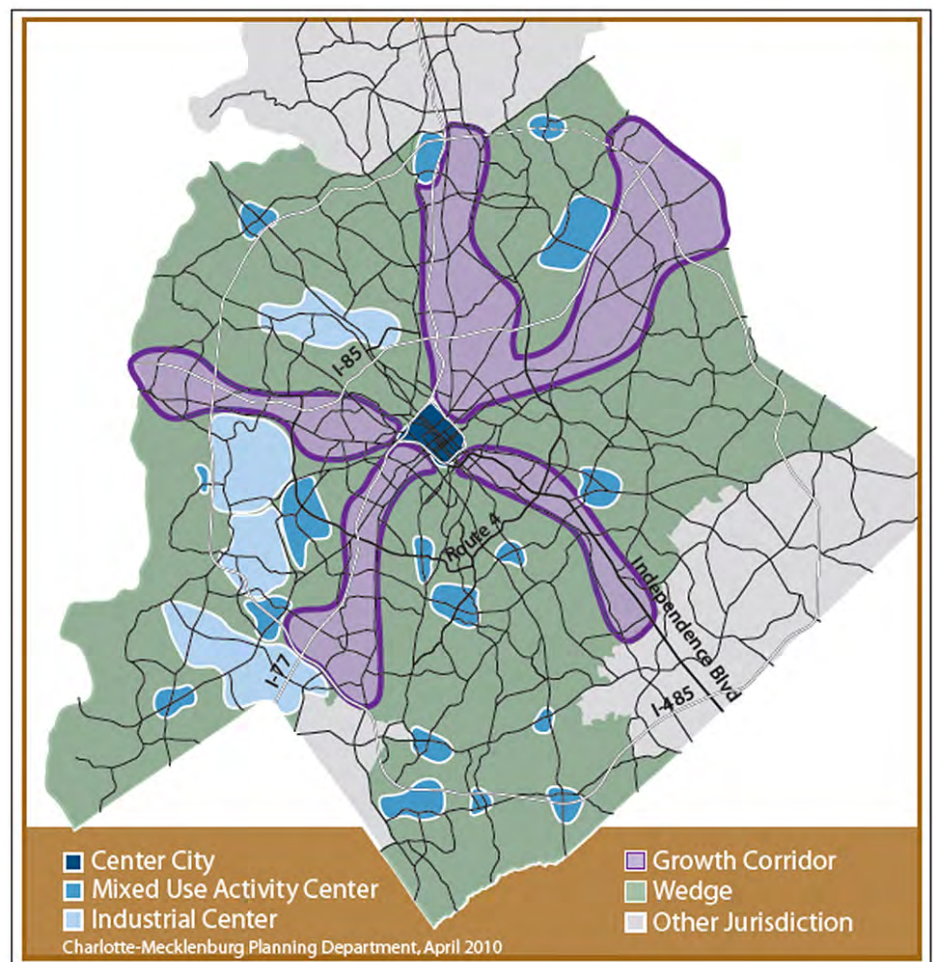 I-85
Route 4
Independence Blvd
I-77
I-485
Center City
Mixed Use Activity Center
Industrial Center
Charlotte-Mecklenburg Planning Department, April 2010
Growth Corridor
Wedge
Other Jurisdiction